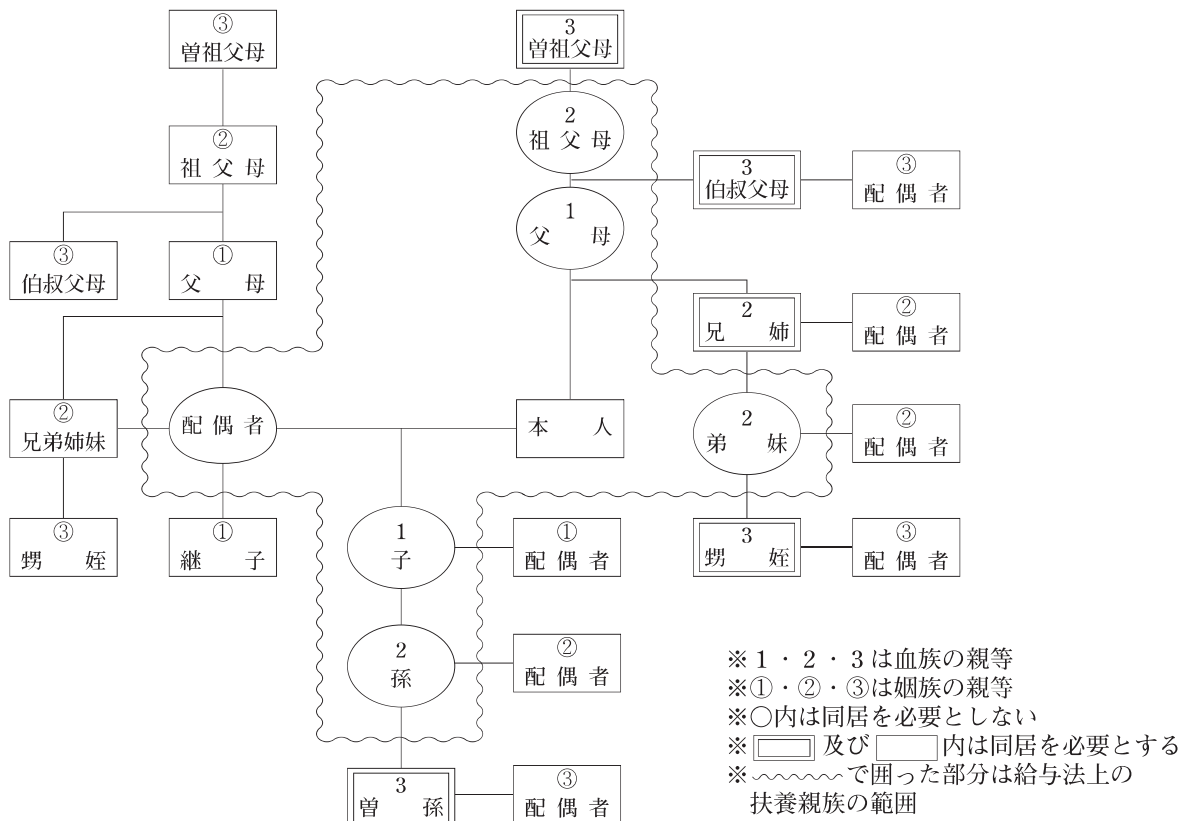 ③
曽祖父母
3
曽祖父母
②
祖父母
2
祖父母
3
伯叔父母
③
配偶者
③
伯叔父母
①
父母
1
父母
2
兄姉
②
配偶者
②
兄弟姉妹
配偶者
本人
2
弟妹
②
配偶者
③
甥姪
①
継子
1
子
①
配偶者
3
甥姪
③
配偶者
2
孫
②
配偶者
3
曽孫
③
配偶者
※1・2・3は血族の親等
※①・②・③は姻族の親等
※○内は同居を必要としない
※ 及び 内は同居を必要とする
※ で囲った部分は給与法上の
扶養親族の範囲